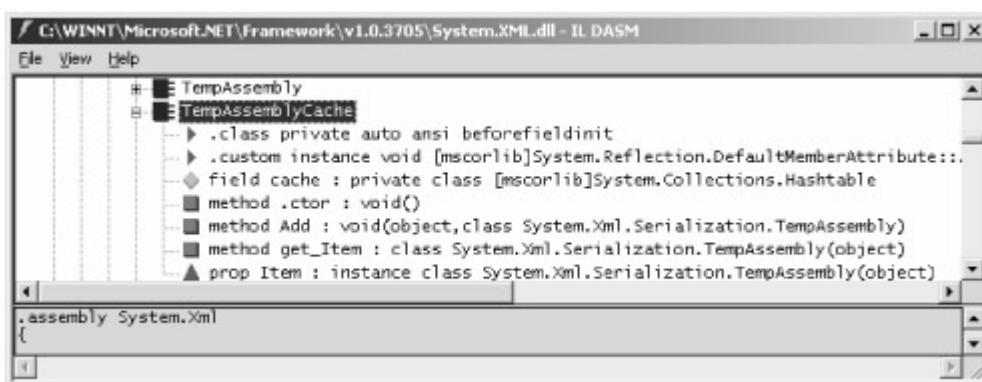 C:\WINNT\Microsoft.NET\Framework\v1.0.3705\System.XML.dll - IL DASM
File View Help
TempAssembly
TempAssemblyCache
.class private auto ansi beforefieldinit
.custom instance void [mscorlib]System.Reflection.DefaultMemberAttribute::.
field cache : private class [mscorlib]System.Collections.Hashtable
method .ctor : void()
method Add : void(object,class System.Xml.Serialization.TempAssembly)
method get_Item : class System.Xml.Serialization.TempAssembly(object)
prop Item : instance class System.Xml.Serialization.TempAssembly(object)
.assembly System.Xml
{